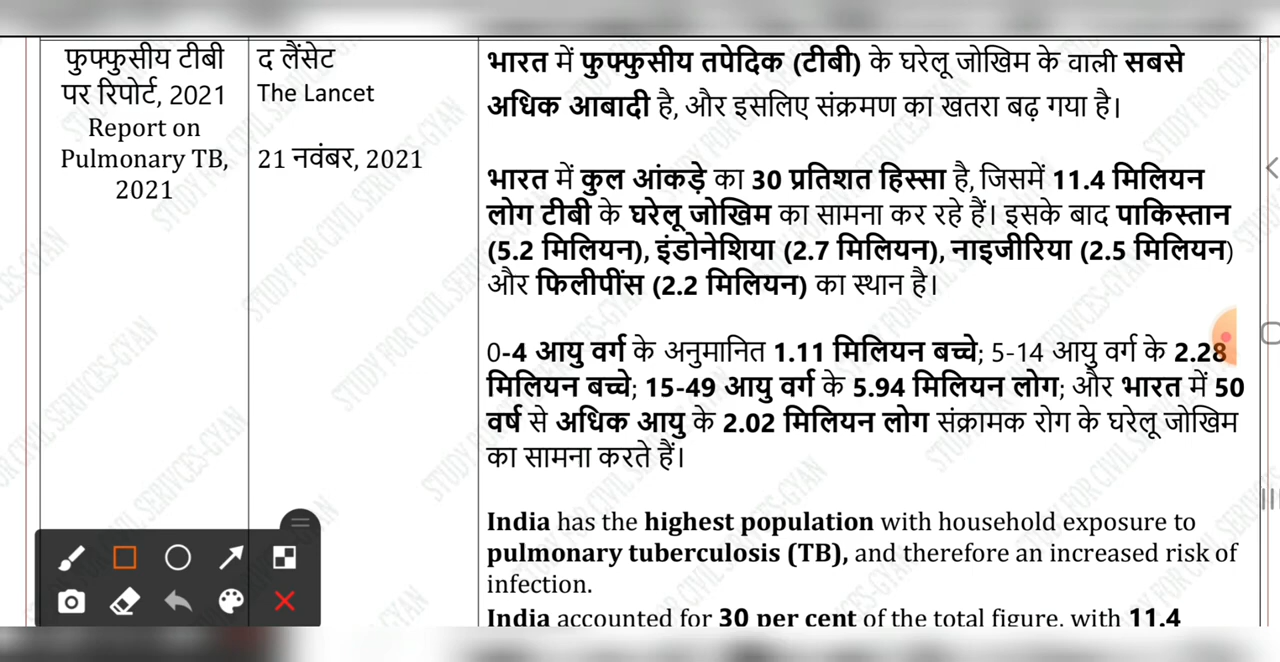 फुफ्फुसीय टीबी
पर रिपोर्ट, 2021
Report on
Pulmonary TB,
2021
द लैंसेट
The Lancet
21 नवंबर, 2021
भारत में फुफ्फुसीय तपेदिक (टीबी) के घरेलू जोखिम के वाली सबसे
अधिक आबादी है, और इसलिए संक्रमण का खतरा बढ़ गया है।
भारत में कुल आंकड़े का 30 प्रतिशत हिस्सा है, जिसमें 11.4 मिलियन
लोग टीबी के घरेलू जोखिम का सामना कर रहे हैं। इसके बाद पाकिस्तान
(5.2 मिलियन), इंडोनेशिया (2.7 मिलियन), नाइजीरिया (2.5 मिलियन)
और फिलीपींस (2.2 मिलियन) का स्थान है।
0-4 आयु वर्ग के अनुमानित 1.11 मिलियन बच्चे; 5-14 आयु वर्ग के 2.28
मिलियन बच्चे; 15-49 आयु वर्ग के 5.94 मिलियन लोग; और भारत में 50
वर्ष से अधिक आयु के 2.02 मिलियन लोग संक्रामक रोग के घरेलू जोखिम
का सामना करते हैं।
India has the highest population with household exposure to
pulmonary tuberculosis (TB), and therefore an increased risk of
infection.
India accounted for 30 per cent of the total figure, with 11.4
STUDY FOR CIVIL SERIVCES-GYAN